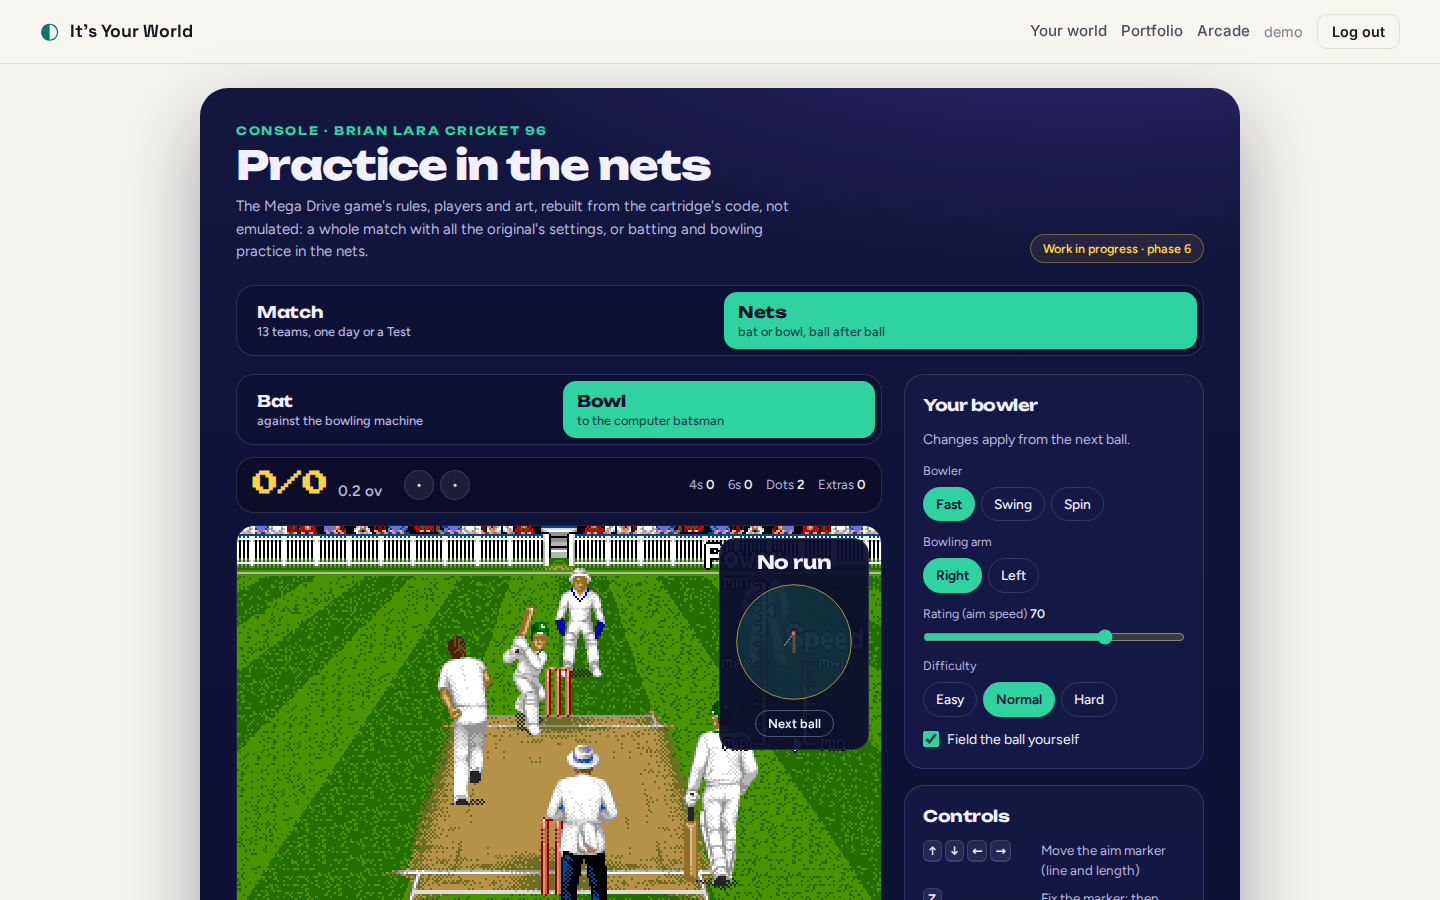 It's Your World
Your world Portfolio Arcade demo Log out
CONSOLE · BRIAN LARA CRICKET 96
Practice in the nets
The Mega Drive game's rules, players and art, rebuilt from the cartridge's code, not
emulated: a whole match with all the original's settings, or batting and bowling
practice in the nets.
Work in progress · phase 6
Match
13 teams, one day or a Test
Nets
bat or bowl, ball after ball
Bat
against the bowling machine
Bowl
to the computer batsman
0/0 0.2 ov · · 4s 0 6s 0 Dots 2 Extras 0
No run
Speed
Next ball
Your bowler
Changes apply from the next ball.
Bowler
Fast Swing Spin
Bowling arm
Right Left
Rating (aim speed) 70
Difficulty
Easy Normal Hard
Field the ball yourself
Controls
↑ ↓ ← → Move the aim marker
(line and length)
Z Fix the marker; then